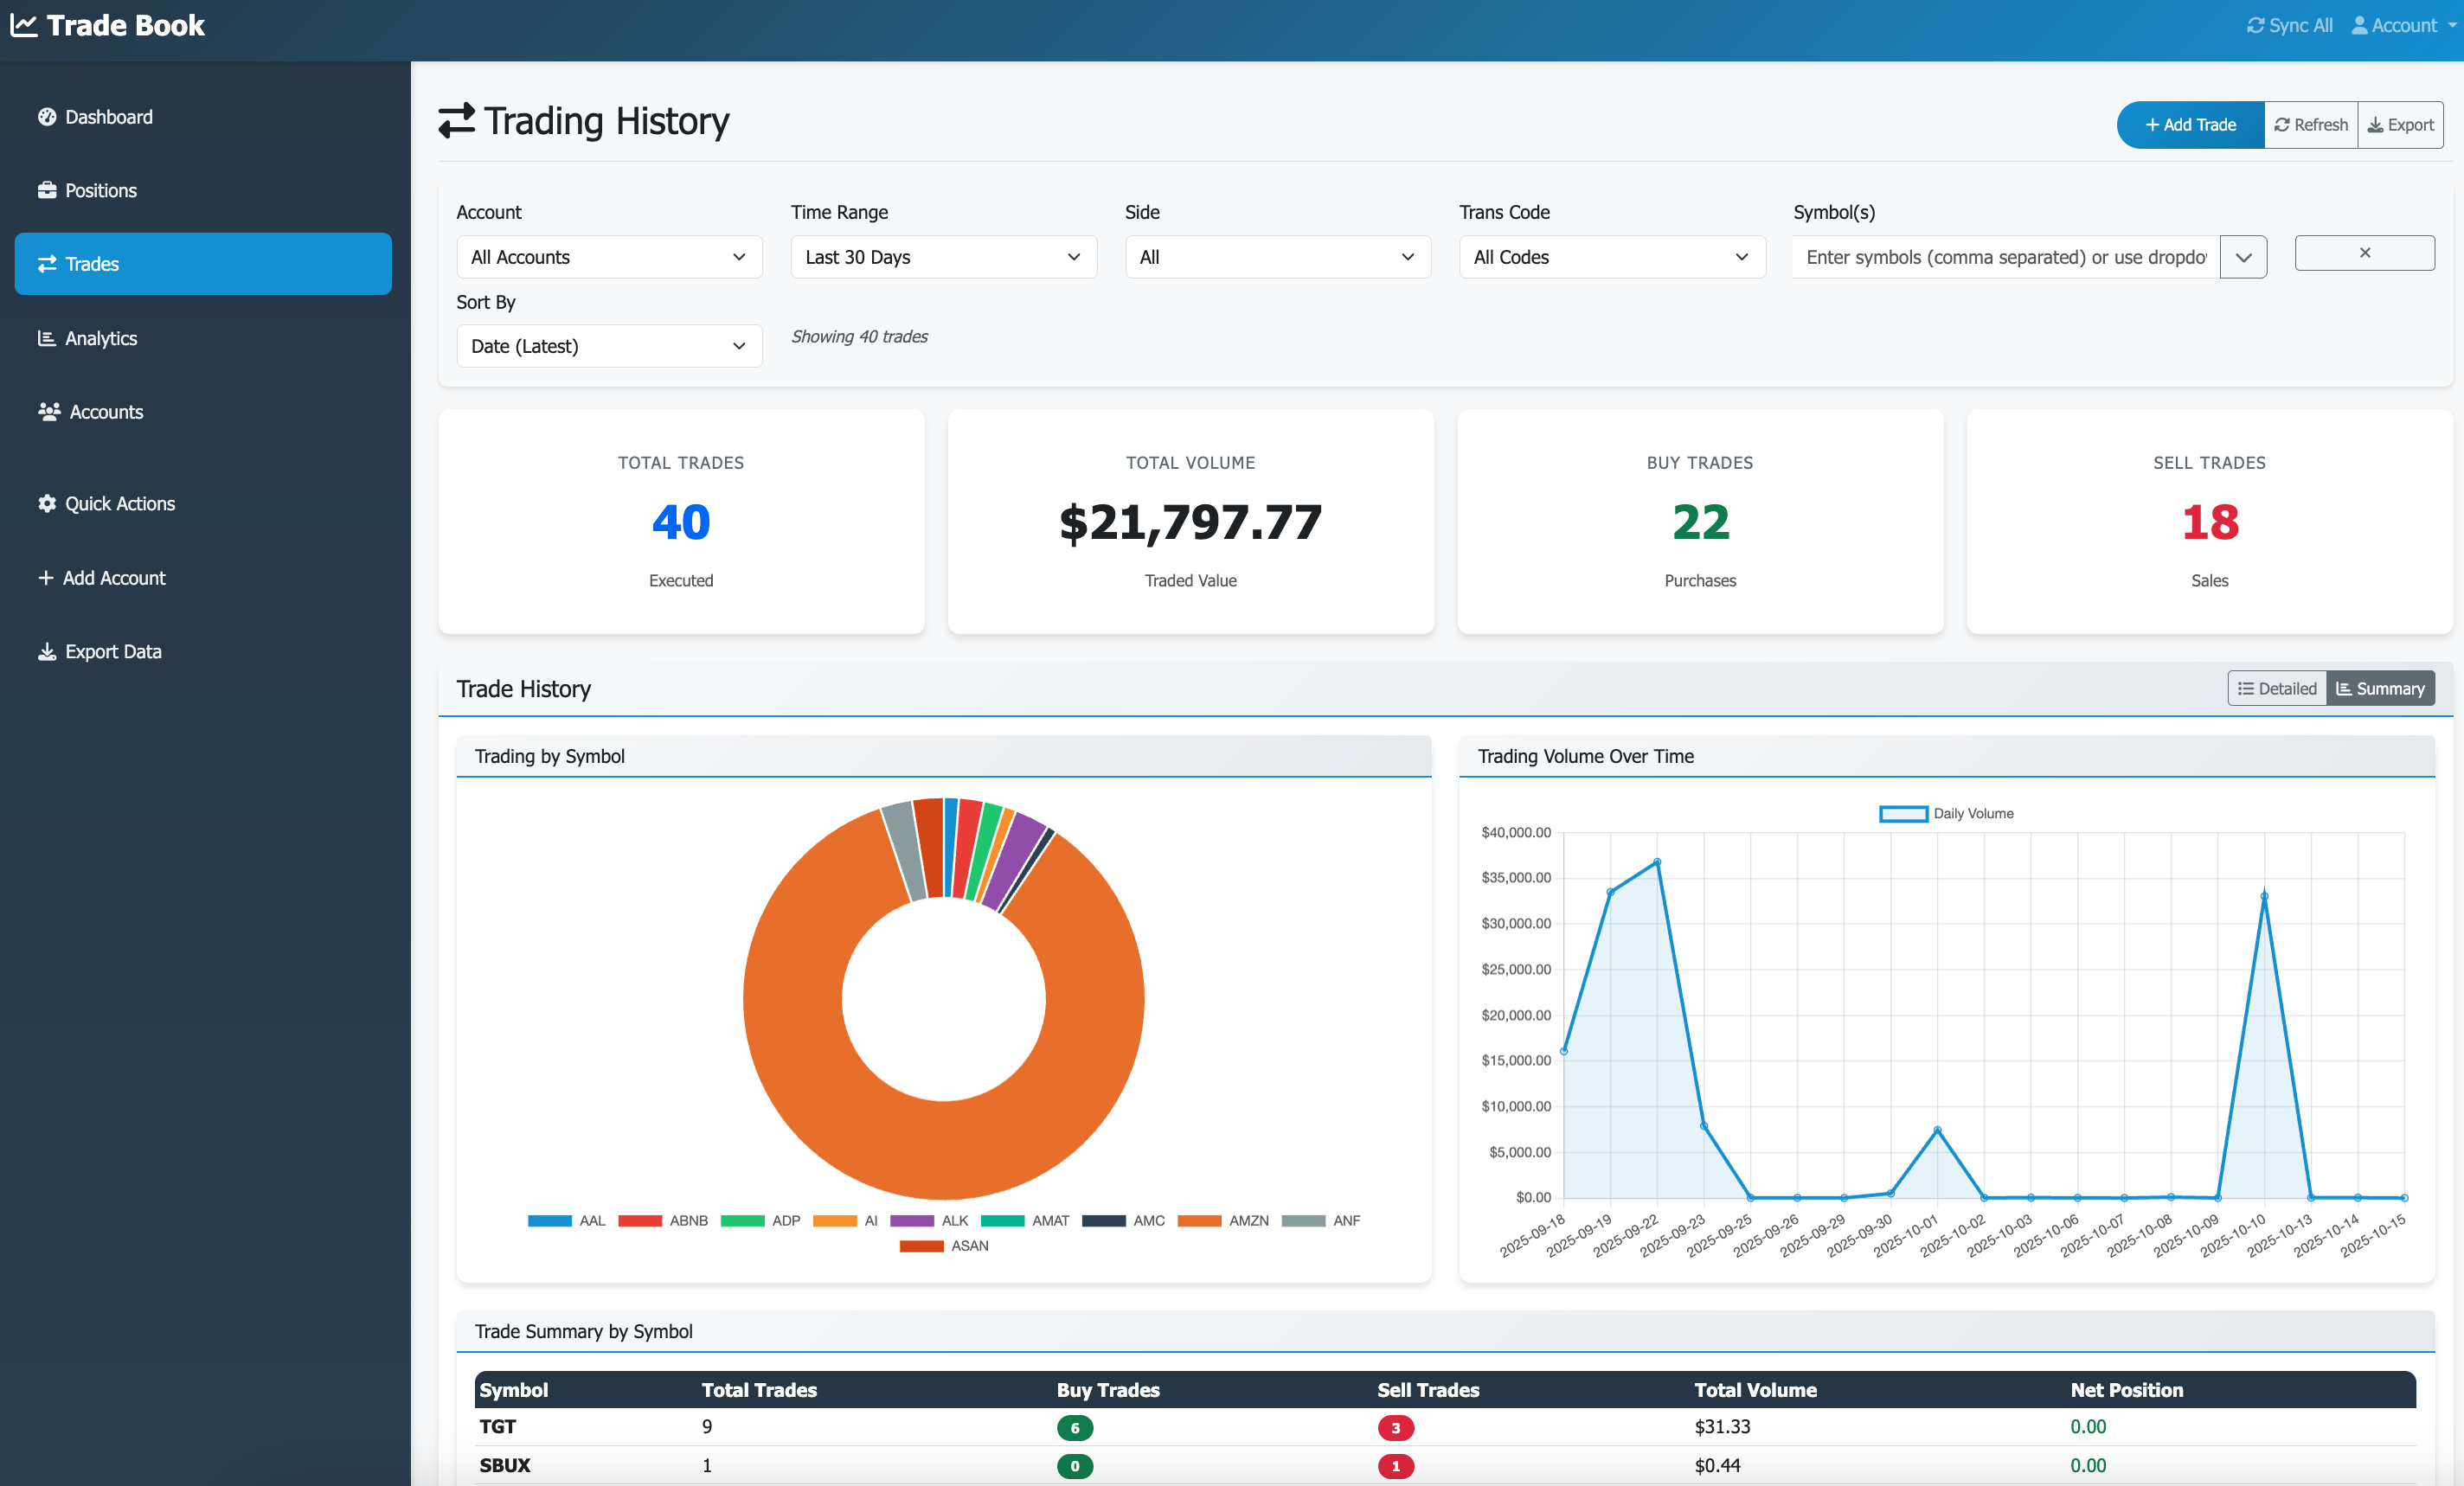 Trade Book
Sync All
Account
Dashboard
Positions
Trades
Analytics
Accounts
Quick Actions
Add Account
Export Data
Trading History
+ Add Trade
Refresh
Export
Account
Time Range
Side
Trans Code
Symbol(s)
All Accounts
Last 30 Days
All
All Codes
Enter symbols (comma separated) or use dropdo
Sort By
Date (Latest)
Showing 40 trades
TOTAL TRADES
40
Executed
TOTAL VOLUME
$21,797.77
Traded Value
BUY TRADES
22
Purchases
SELL TRADES
18
Sales
Trade History
Detailed
Summary
Trading by Symbol
AAL ABNB ADP AI ALK AMAT AMC AMZN ANF
ASAN
Trading Volume Over Time
Daily Volume
$40,000.00
$35,000.00
$30,000.00
$25,000.00
$20,000.00
$15,000.00
$10,000.00
$5,000.00
$0.00
2025-09-18
2025-09-19
2025-09-22
2025-09-23
2025-09-25
2025-09-26
2025-09-29
2025-09-30
2025-10-01
2025-10-02
2025-10-03
2025-10-06
2025-10-07
2025-10-08
2025-10-09
2025-10-10
2025-10-13
2025-10-14
2025-10-15
Trade Summary by Symbol
Symbol Total Trades Buy Trades Sell Trades Total Volume Net Position
TGT 9 6 3 $31.33 0.00
SBUX 1 0 1 $0.44 0.00